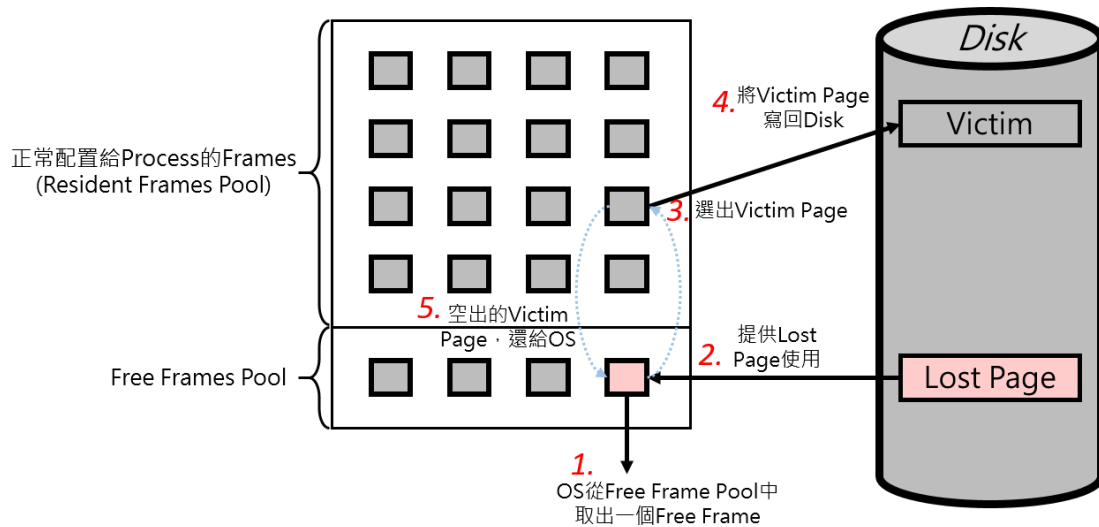 Disk
4. 將Victim Page
寫回Disk
Victim
正常配置給Process的Frames
(Resident Frames Pool)
3. 選出Victim Page
5. 空出的Victim
Page，還給OS
2. 提供Lost
Page使用
Free Frames Pool
Lost Page
1.
OS從Free Frame Pool中
取出一個Free Frame